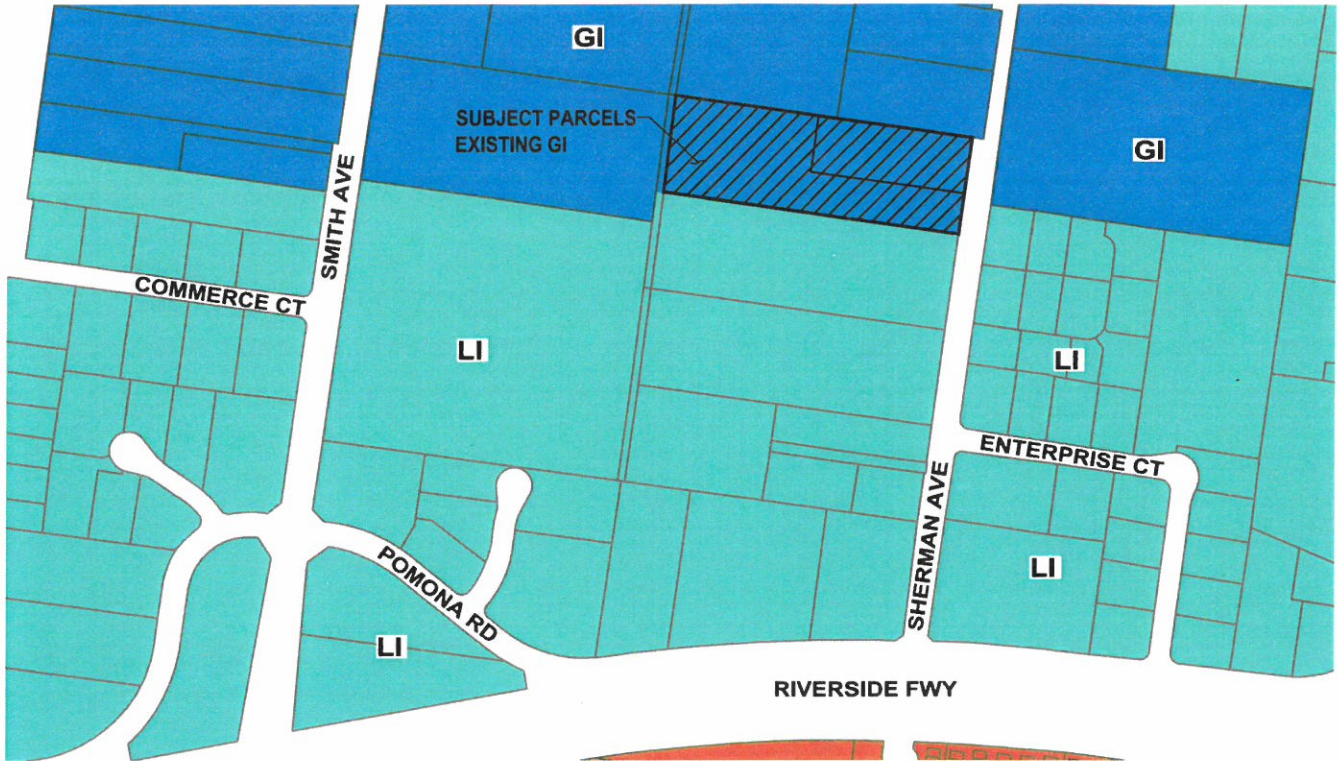 GI
SUBJECT PARCELS
EXISTING GI
GI
SMITH AVE
COMMERCE CT
LI
LI
ENTERPRISE CT
SHERMAN AVE
POMONA RD
LI
LI
RIVERSIDE FWY